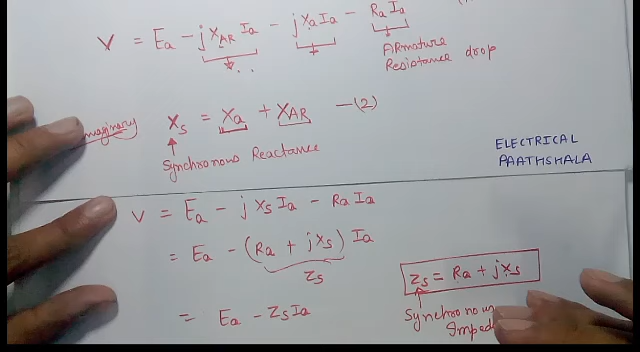 V = Ea - jXAR Ia - jXa Ia - Ra Ia
ARmature
Resistance drop
imaginary
Xs = Xa + XAR —(2)
Synchronous Reactance
ELECTRICAL
PAATHSHALA
V = Ea - j Xs Ia - Ra Ia
= Ea - (Ra + jXs) Ia
Zs
Zs = Ra + jXs
= Ea - Zs Ia
Synchronous
Imped